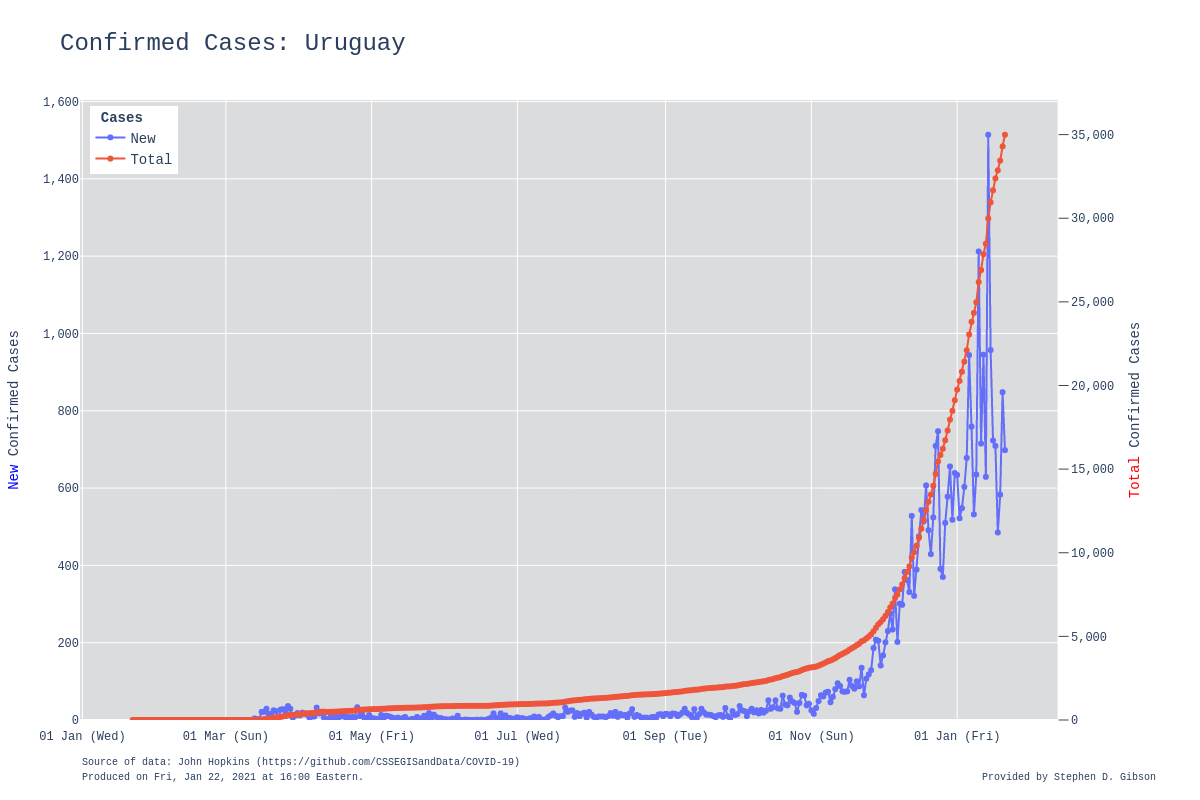 Confirmed Cases: Uruguay
Cases
New
Total
1,600
1,400
1,200
1,000
800
600
400
200
0
New Confirmed Cases
35,000
30,000
25,000
20,000
15,000
10,000
5,000
0
Total Confirmed Cases
01 Jan (Wed) 01 Mar (Sun) 01 May (Fri) 01 Jul (Wed) 01 Sep (Tue) 01 Nov (Sun) 01 Jan (Fri)
Source of data: John Hopkins (https://github.com/CSSEGISandData/COVID-19)
Produced on Fri, Jan 22, 2021 at 16:00 Eastern.
Provided by Stephen D. Gibson